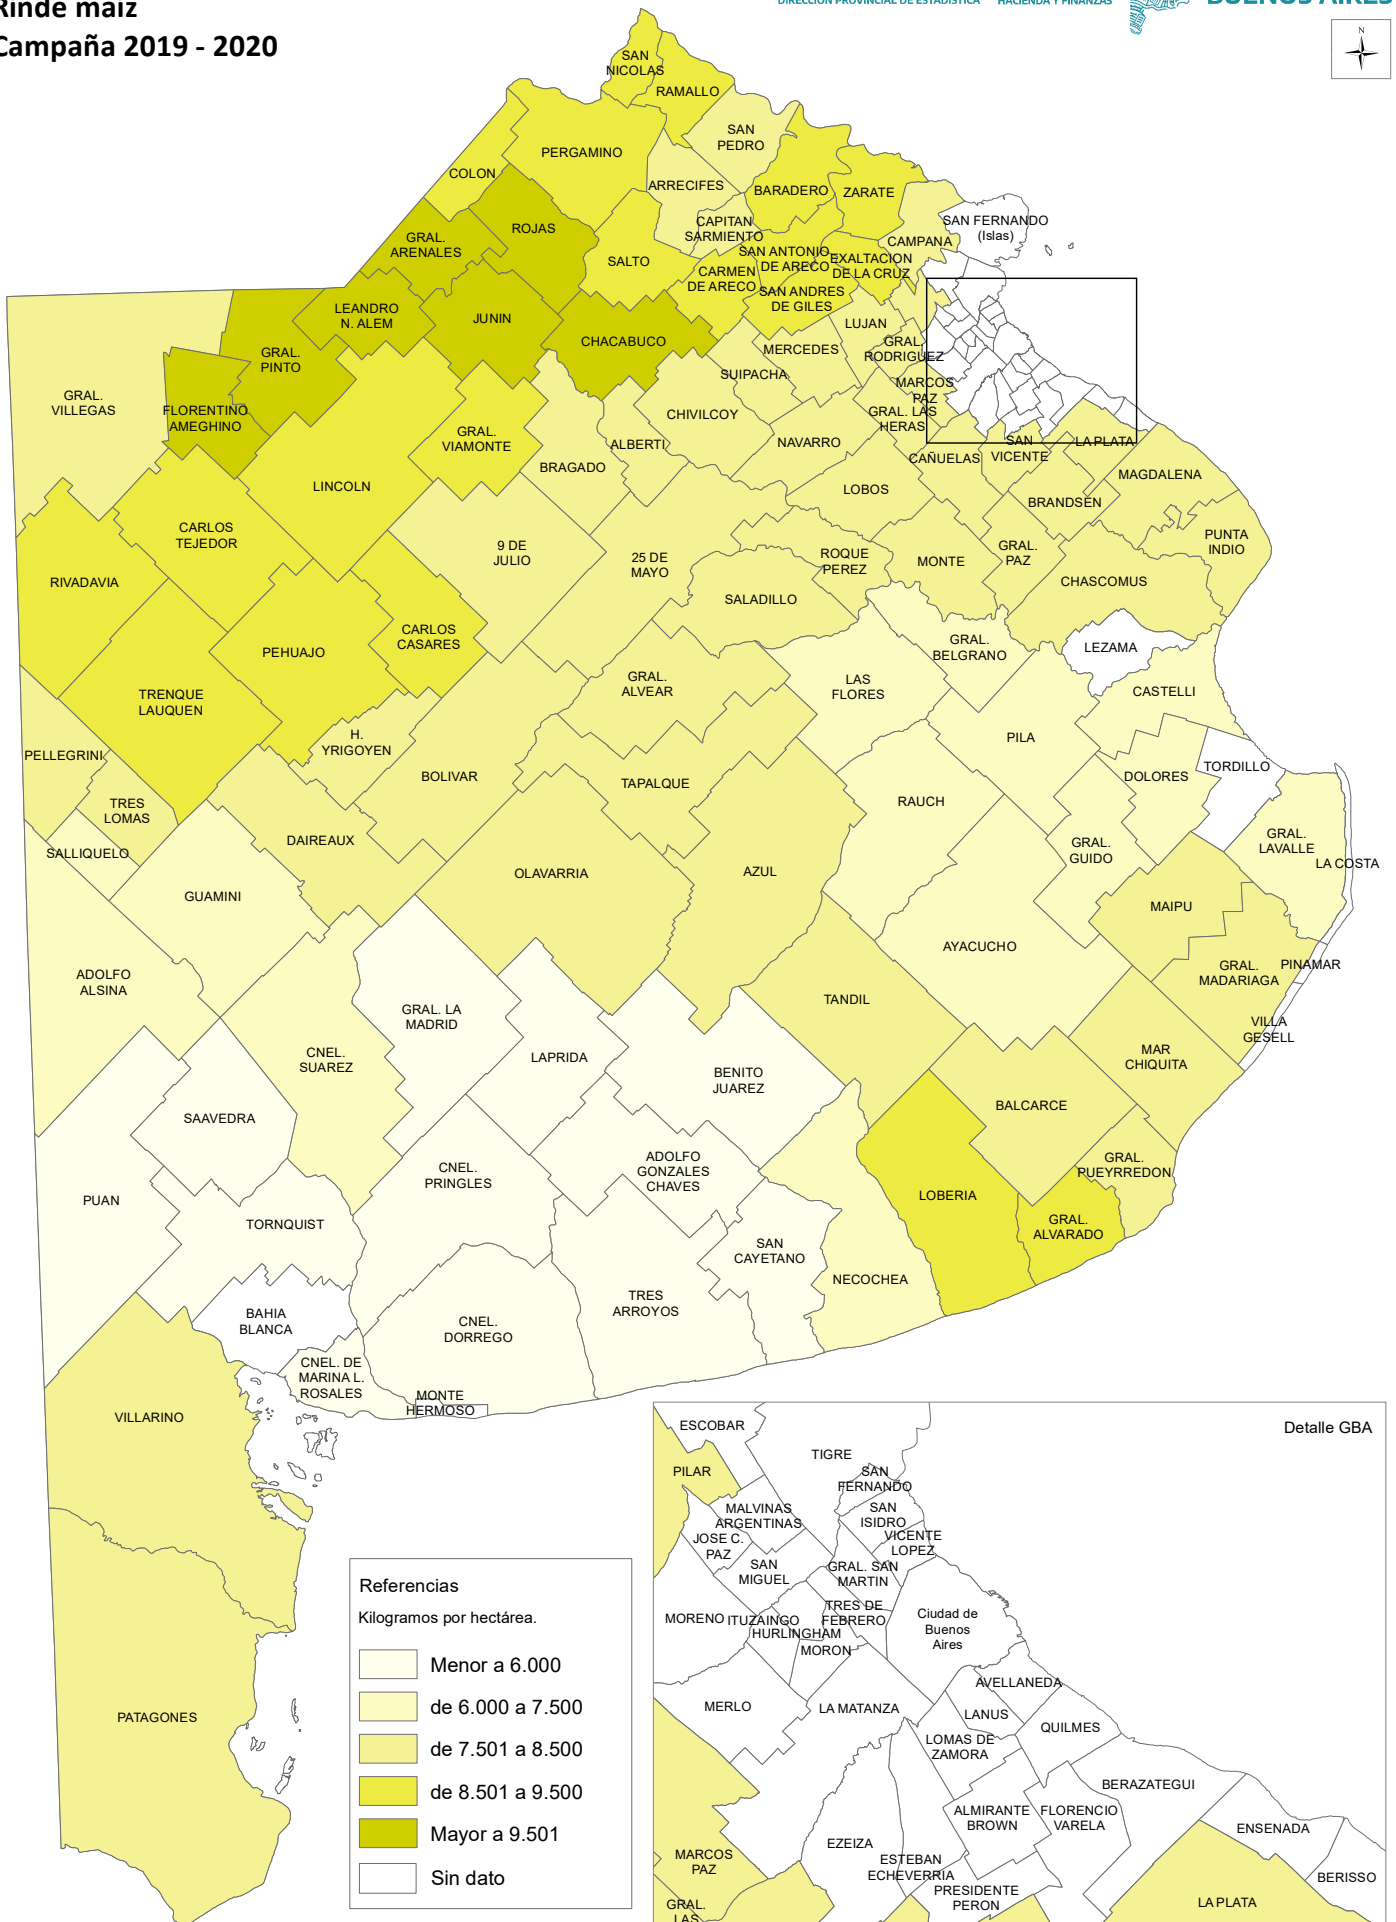 Rinde maíz
Campaña 2019 - 2020
DIRECCIÓN PROVINCIAL DE ESTADÍSTICA
HACIENDA Y FINANZAS
BUENOS AIRES
N
SAN
NICOLAS
RAMALLO
SAN
PEDRO
PERGAMINO
COLON
ARRECIFES
BARADERO
ZARATE
ROJAS
CAPITAN
SARMIENTO
SAN FERNANDO
(Islas)
GRAL.
ARENALES
SALTO
CARMEN
DE ARECO
SAN ANTONIO
DE ARECO
EXALTACION
DE LA CRUZ
CAMPANA
SAN ANDRES
DE GILES
LEANDRO
N. ALEM
JUNIN
CHACABUCO
LUJAN
MERCEDES
GRAL.
RODRIGUEZ
GRAL.
PINTO
SUIPACHA
MARCOS
PAZ
GRAL.
VILLEGAS
FLORENTINO
AMEGHINO
GRAL.
VIAMONTE
CHIVILCOY
GRAL. LAS
HERAS
ALBERTI
NAVARRO
SAN
VICENTE
LA PLATA
BRAGADO
CAÑUELAS
MAGDALENA
LINCOLN
LOBOS
BRANDSEN
CARLOS
TEJEDOR
9 DE
JULIO
25 DE
MAYO
ROQUE
PEREZ
MONTE
GRAL.
PAZ
PUNTA
INDIO
RIVADAVIA
SALADILLO
CHASCOMUS
CARLOS
CASARES
PEHUAJO
GRAL.
BELGRANO
LEZAMA
TRENQUE
LAUQUEN
GRAL.
ALVEAR
LAS
FLORES
CASTELLI
H.
YRIGOYEN
PILA
PELLEGRINI
BOLIVAR
TAPALQUE
DOLORES
TORDILLO
TRES
LOMAS
RAUCH
DAIREAUX
GRAL.
GUIDO
GRAL.
LAVALLE
LA COSTA
SALLIQUELO
OLAVARRIA
AZUL
GUAMINI
MAIPU
AYACUCHO
ADOLFO
ALSINA
GRAL.
MADARIAGA
PINAMAR
TANDIL
GRAL. LA
MADRID
VILLA
GESELL
CNEL.
SUAREZ
LAPRIDA
MAR
CHIQUITA
BENITO
JUAREZ
BALCARCE
SAAVEDRA
ADOLFO
GONZALES
CHAVES
GRAL.
PUEYRREDON
CNEL.
PRINGLES
PUAN
LOBERIA
TORNQUIST
GRAL.
ALVARADO
SAN
CAYETANO
NECOCHEA
TRES
ARROYOS
BAHIA
BLANCA
CNEL.
DORREGO
CNEL. DE
MARINA L.
ROSALES
MONTE
HERMOSO
VILLARINO
PATAGONES
Referencias
Kilogramos por hectárea.
Menor a 6.000
de 6.000 a 7.500
de 7.501 a 8.500
de 8.501 a 9.500
Mayor a 9.501
Sin dato
Detalle GBA
ESCOBAR
TIGRE
PILAR
SAN
FERNANDO
MALVINAS
ARGENTINAS
SAN
ISIDRO
JOSE C.
PAZ
VICENTE
LOPEZ
SAN
MIGUEL
GRAL. SAN
MARTIN
MORENO
ITUZAINGO
HURLINGHAM
TRES DE
FEBRERO
Ciudad de
Buenos
Aires
MORON
AVELLANEDA
MERLO
LA MATANZA
LANUS
QUILMES
LOMAS DE
ZAMORA
BERAZATEGUI
ALMIRANTE
BROWN
FLORENCIO
VARELA
ENSENADA
EZEIZA
MARCOS
PAZ
ESTEBAN
ECHEVERRIA
BERISSO
PRESIDENTE
PERON
LA PLATA
GRAL.
LAS